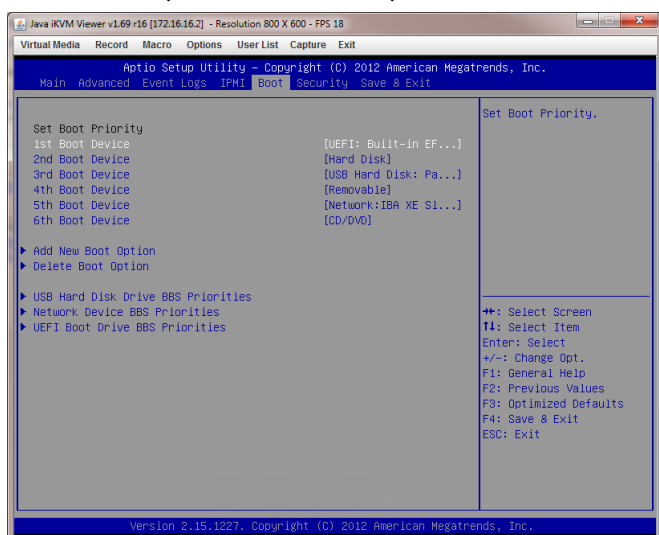 Java iKVM Viewer v1.69 r16 [172.16.16.2] - Resolution 800 X 600 - FPS 18
Virtual Media Record Macro Options User List Capture Exit
Aptio Setup Utility – Copyright (C) 2012 American Megatrends, Inc.
Main Advanced Event Logs IPMI Boot Security Save & Exit
Set Boot Priority
1st Boot Device [UEFI: Built-in EF...]
2nd Boot Device [Hard Disk]
3rd Boot Device [USB Hard Disk: Pa...]
4th Boot Device [Removable]
5th Boot Device [Network:IBA XE Sl...]
6th Boot Device [CD/DVD]
Add New Boot Option
Delete Boot Option
USB Hard Disk Drive BBS Priorities
Network Device BBS Priorities
UEFI Boot Drive BBS Priorities
Set Boot Priority.
: Select Screen
↑↓: Select Item
Enter: Select
+/-: Change Opt.
F1: General Help
F2: Previous Values
F3: Optimized Defaults
F4: Save & Exit
ESC: Exit
Version 2.15.1227. Copyright (C) 2012 American Megatrends, Inc.